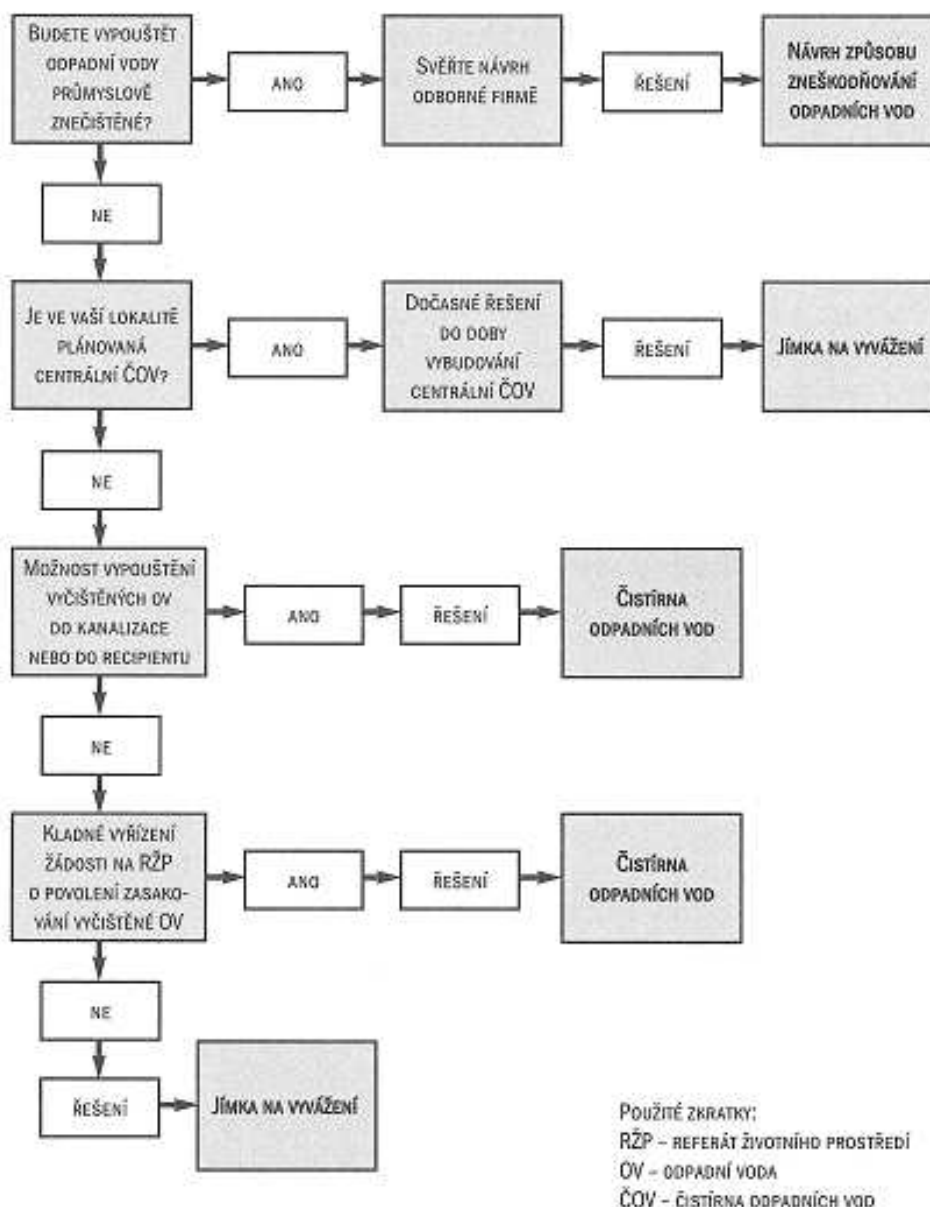 BUDETE VYPOUŠTĚT
ODPADNÍ VODY
PRŮMYSLOVĚ
ZNEČIŠTĚNÉ?
ANO
SVĚŘTE NÁVRH
ODBORNÉ FIRMĚ
ŘEŠENÍ
NÁVRH ZPŮSOBU
ZNEŠKODŇOVÁNÍ
ODPADNÍCH VOD
NE
JE VE VAŠÍ LOKALITĚ
PLÁNOVANÁ
CENTRÁLNÍ ČOV?
ANO
DOČASNÉ ŘEŠENÍ
DO DOBY
VYBUDOVÁNÍ
CENTRÁLNÍ ČOV
ŘEŠENÍ
JÍMKA NA VYVÁŽENÍ
NE
MOŽNOST VYPOUŠTĚNÍ
VYČIŠTĚNÝCH OV
DO KANALIZACE
NEBO DO RECIPIENTU
ANO
ŘEŠENÍ
ČISTÍRNA
ODPADNÍCH VOD
NE
KLADNÉ VYŘÍZENÍ
ŽÁDOSTI NA RŽP
O POVOLENÍ ZASAKO-
VÁNÍ VYČIŠTĚNÉ OV
ANO
ŘEŠENÍ
ČISTÍRNA
ODPADNÍCH VOD
NE
ŘEŠENÍ
JÍMKA NA VYVÁŽENÍ
POUŽITÉ ZKRATKY:
RŽP – REFERÁT ŽIVOTNÍHO PROSTŘEDÍ
OV – ODPADNÍ VODA
ČOV – ČISTÍRNA ODPADNÍCH VOD